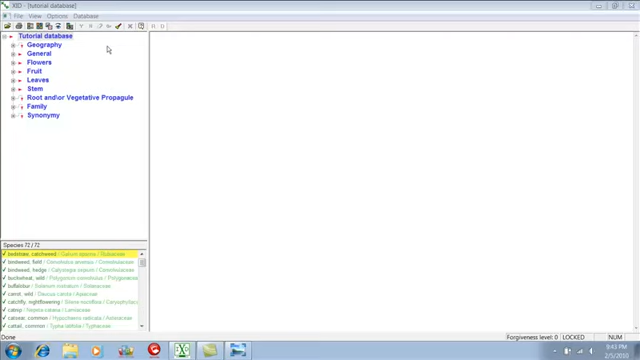 XID - [tutorial database]
File View Options Database
Tutorial database
Geography
General
Flowers
Fruit
Leaves
Stem
Root and\or Vegetative Propagule
Family
Synonymy
Species 72 / 72
bedstraw, catchweed / Galium aparine / Rubiaceae
bindweed, field / Convolvulus arvensis / Convolvulaceae
bindweed, hedge / Calystegia sepium / Convolvulaceae
buckwheat, wild / Polygonum convolvulus / Polygonaceae
buffalobur / Solanum rostratum / Solanaceae
carrot, wild / Daucus carota / Apiaceae
catchfly, nightflowering / Silene noctiflora / Caryophyllac
catnip / Nepeta cataria / Lamiaceae
catsear, common / Hypochaeris radicata / Asteraceae
cattail, common / Typha latifolia / Typhaceae
Done
Forgiveness level: 0 LOCKED NUM
9:43 PM
2/5/2010